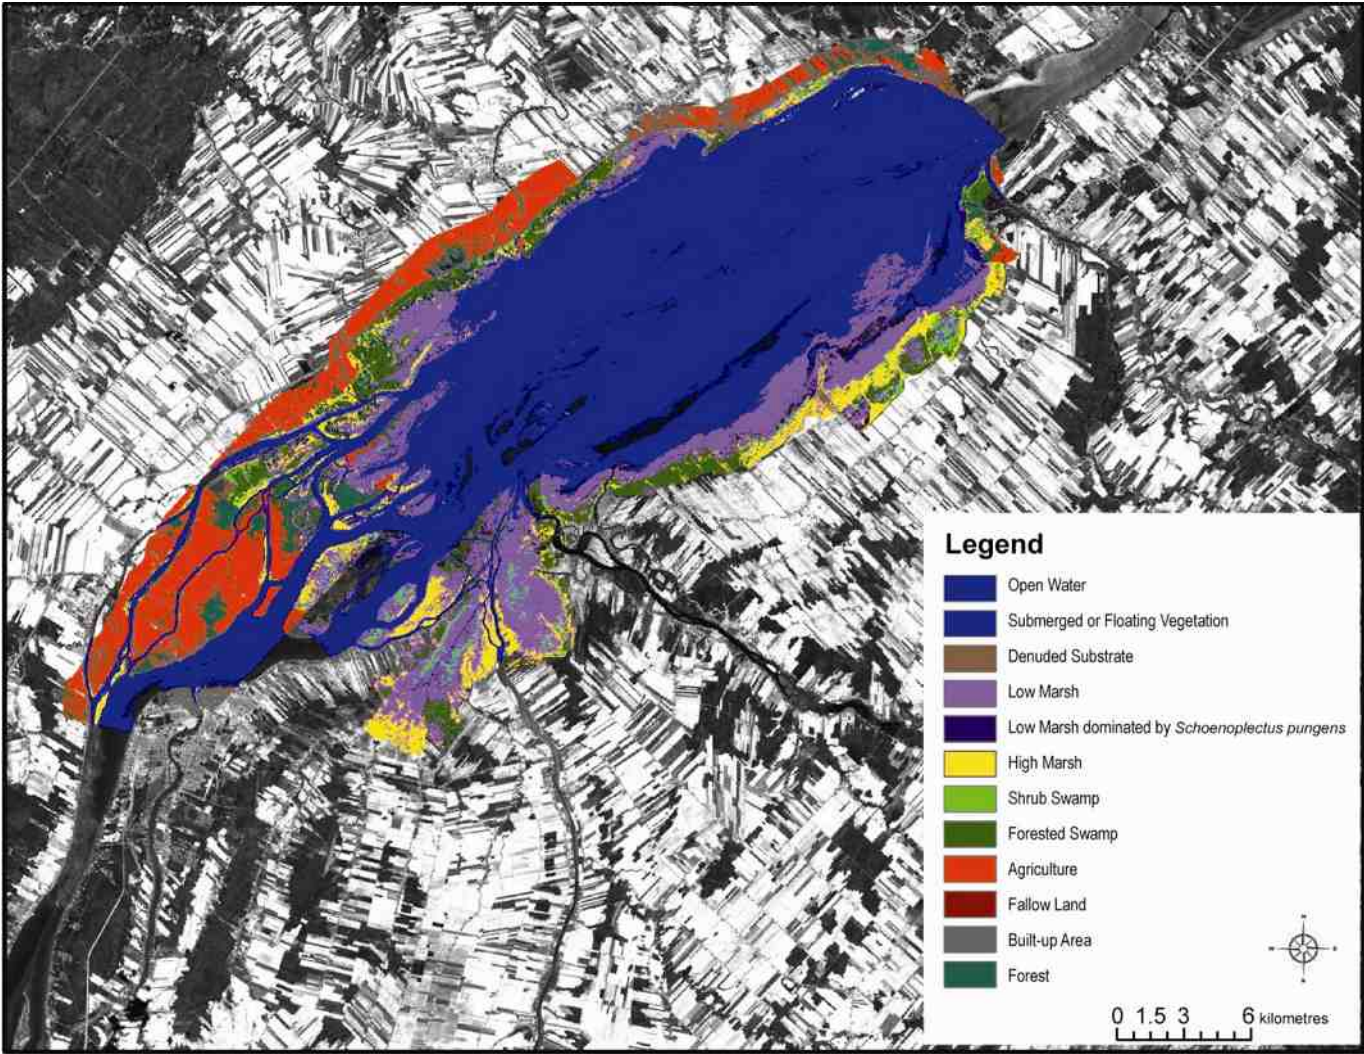 Legend
Open Water
Submerged or Floating Vegetation
Denuded Substrate
Low Marsh
Low Marsh dominated by Schoenoplectus pungens
High Marsh
Shrub Swamp
Forested Swamp
Agriculture
Fallow Land
Built-up Area
Forest
0 1.5 3 6 kilometres